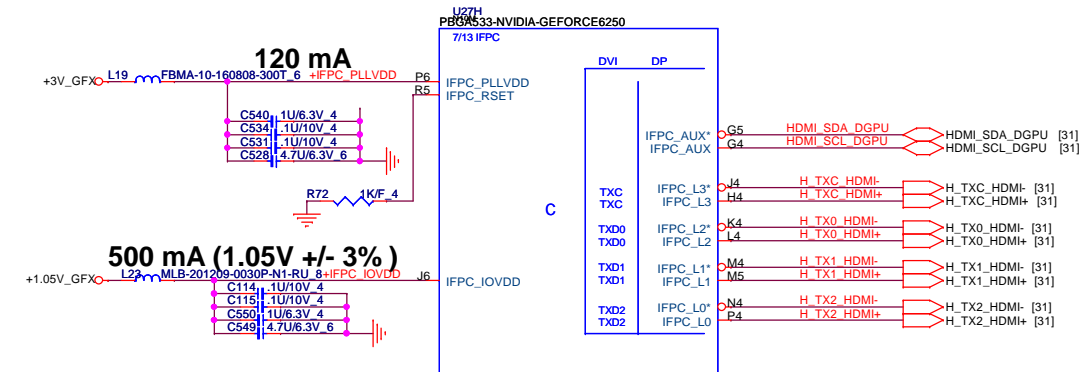 U27H
PBGA533-NVIDIA-GEFORCE6250
7/13 IFPC
120 mA
DVI DP
+3V_GFX L19 FBMA-10-160808-300T_6 +IFPC_PLLVDD P6 IFPC_PLLVDD
R5 IFPC_RSET
C540 1U/6.3V_4
C534 .1U/10V_4
C531 .1U/10V_4
C528 4.7U/6.3V_6
IFPC_AUX* G5 HDMI_SDA_DGPU HDMI_SDA_DGPU [31]
IFPC_AUX G4 HDMI_SCL_DGPU HDMI_SCL_DGPU [31]
R72 1K/F_4
C
TXC IFPC_L3* J4 H_TXC_HDMI- H_TXC_HDMI- [31]
TXC IFPC_L3 H4 H_TXC_HDMI+ H_TXC_HDMI+ [31]
TXD0 IFPC_L2* K4 H_TX0_HDMI- H_TX0_HDMI- [31]
TXD0 IFPC_L2 L4 H_TX0_HDMI+ H_TX0_HDMI+ [31]
500 mA (1.05V +/- 3% )
+1.05V_GFX L23 MLB-201209-0030P-N1-RU_8 +IFPC_IOVDD J6 IFPC_IOVDD
TXD1 IFPC_L1* M4 H_TX1_HDMI- H_TX1_HDMI- [31]
TXD1 IFPC_L1 M5 H_TX1_HDMI+ H_TX1_HDMI+ [31]
C114 .1U/10V_4
C115 .1U/10V_4
C550 1U/6.3V_4
C549 4.7U/6.3V_6
TXD2 IFPC_L0* N4 H_TX2_HDMI- H_TX2_HDMI- [31]
TXD2 IFPC_L0 P4 H_TX2_HDMI+ H_TX2_HDMI+ [31]